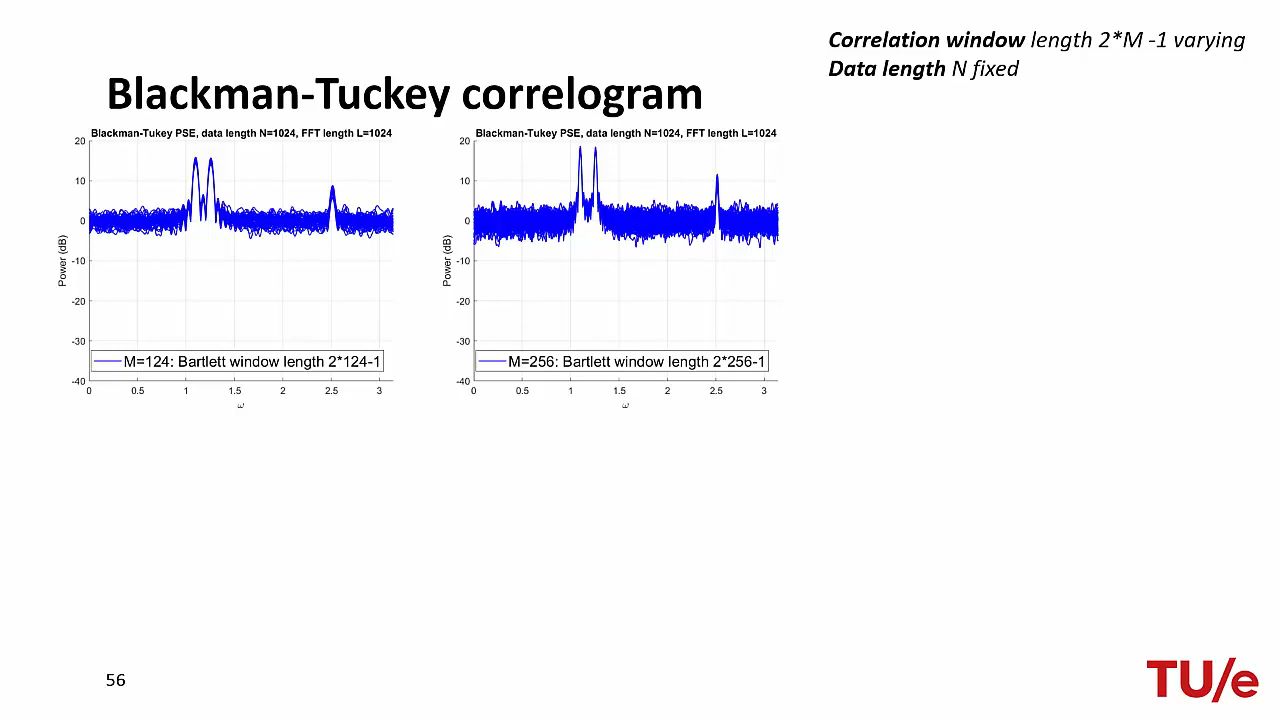 Correlation window length 2*M -1 varying
Data length N fixed
Blackman-Tuckey correlogram
Blackman-Tukey PSE, data length N=1024, FFT length L=1024
20
10
0
-10
-20
-30
-40
Power (dB)
M=124: Bartlett window length 2*124-1
0 0.5 1 1.5 2 2.5 3
ω
Blackman-Tukey PSE, data length N=1024, FFT length L=1024
20
10
0
-10
-20
-30
-40
Power (dB)
M=256: Bartlett window length 2*256-1
0 0.5 1 1.5 2 2.5 3
ω
56
TU/e